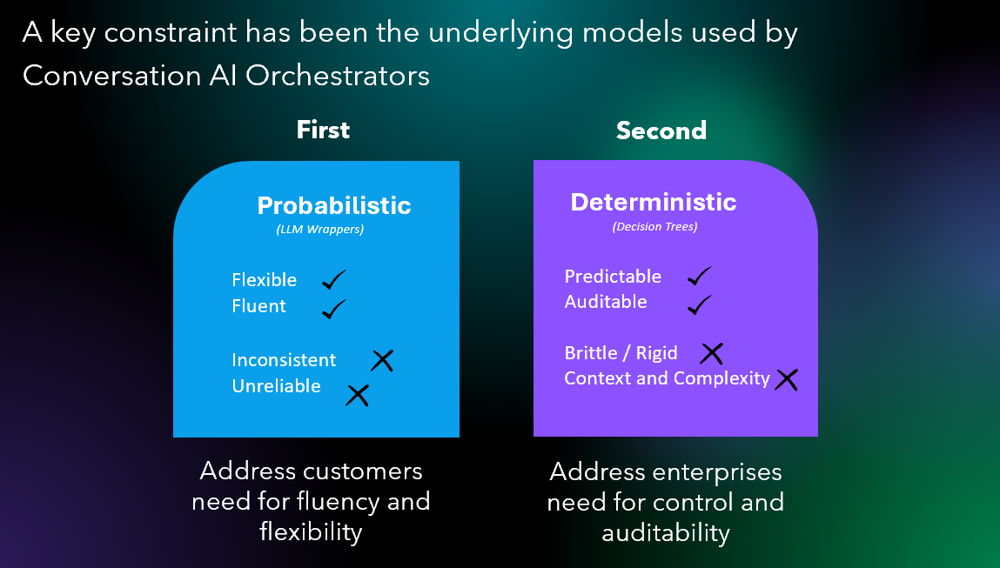 A key constraint has been the underlying models used by
Conversation AI Orchestrators
First
Probabilistic
(LLM Wrappers)
Flexible
Fluent
Inconsistent
Unreliable
Address customers
need for fluency and
flexibility
Second
Deterministic
(Decision Trees)
Predictable
Auditable
Brittle / Rigid
Context and Complexity
Address enterprises
need for control and
auditability